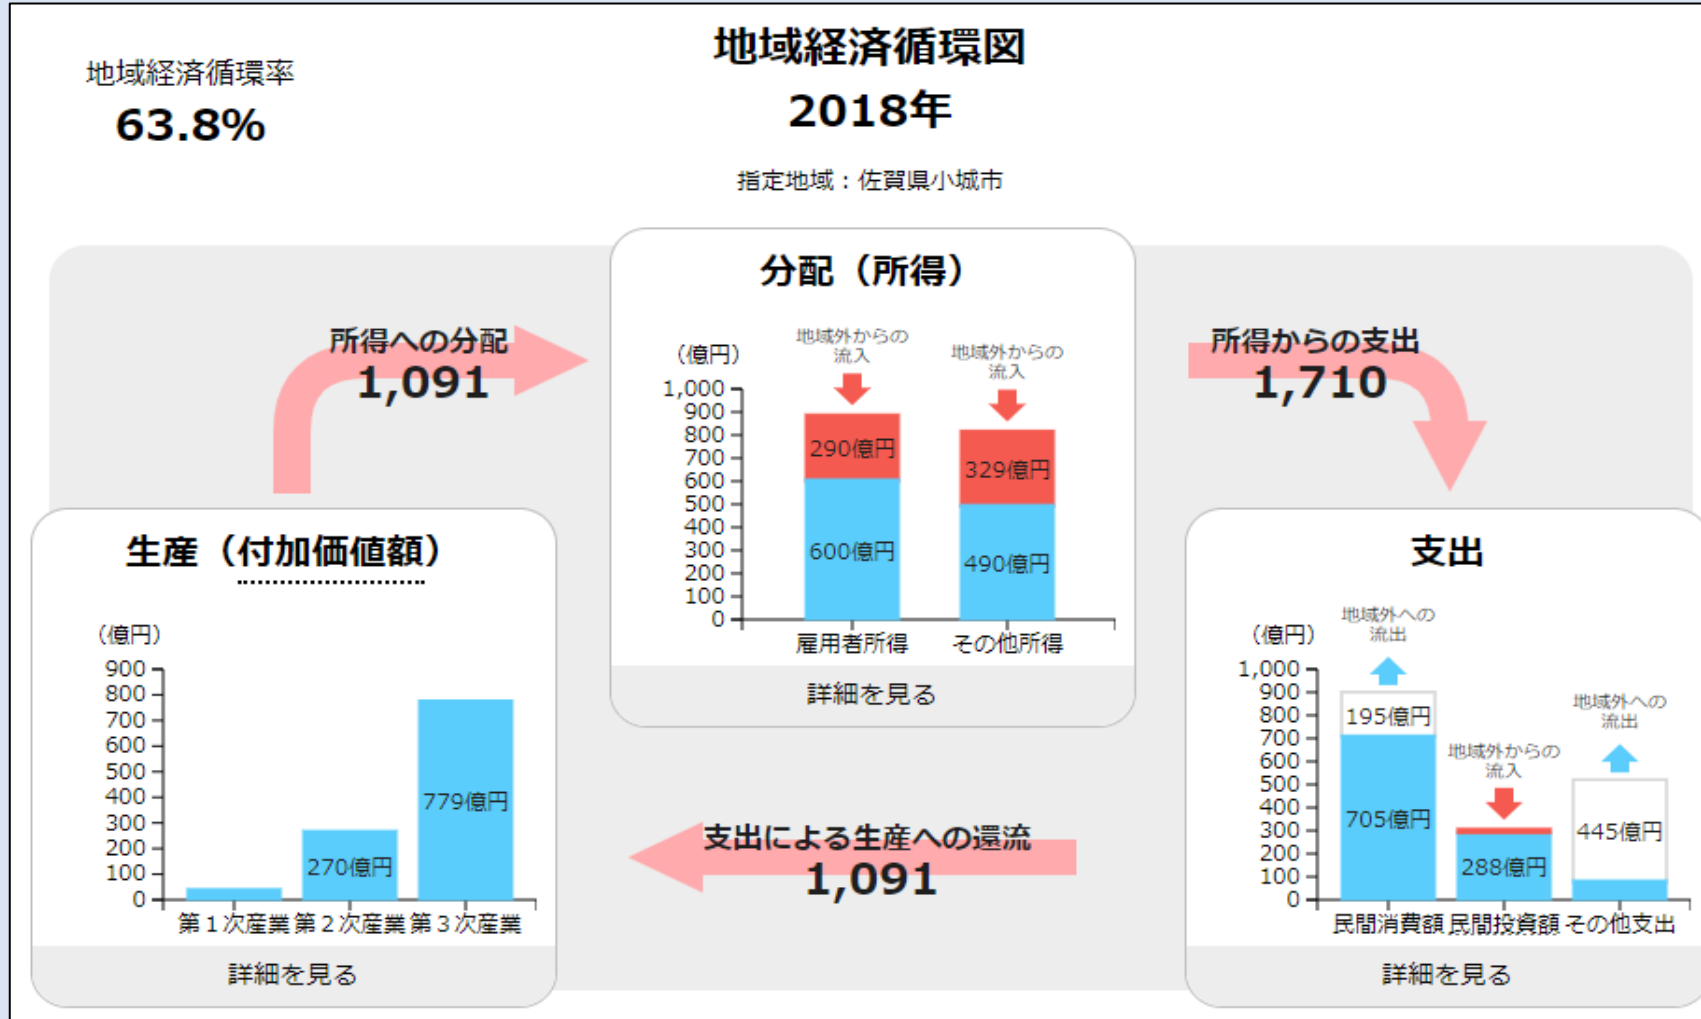 地域経済循環図
2018年
指定地域：佐賀県小城市
地域経済循環率
63.8%
所得への分配
1,091
分配（所得）
（億円）
地域外からの
流入
地域外からの
流入
1,000
900
800
700
600
500
400
300
200
100
0
290億円
600億円
329億円
490億円
雇用者所得
その他所得
詳細を見る
所得からの支出
1,710
生産（付加価値額）
（億円）
900
800
700
600
500
400
300
200
100
0
270億円
779億円
第１次産業
第２次産業
第３次産業
詳細を見る
支出による生産への還流
1,091
支出
（億円）
地域外への
流出
地域外からの
流入
地域外への
流出
1,000
900
800
700
600
500
400
300
200
100
0
195億円
705億円
288億円
445億円
民間消費額
民間投資額
その他支出
詳細を見る